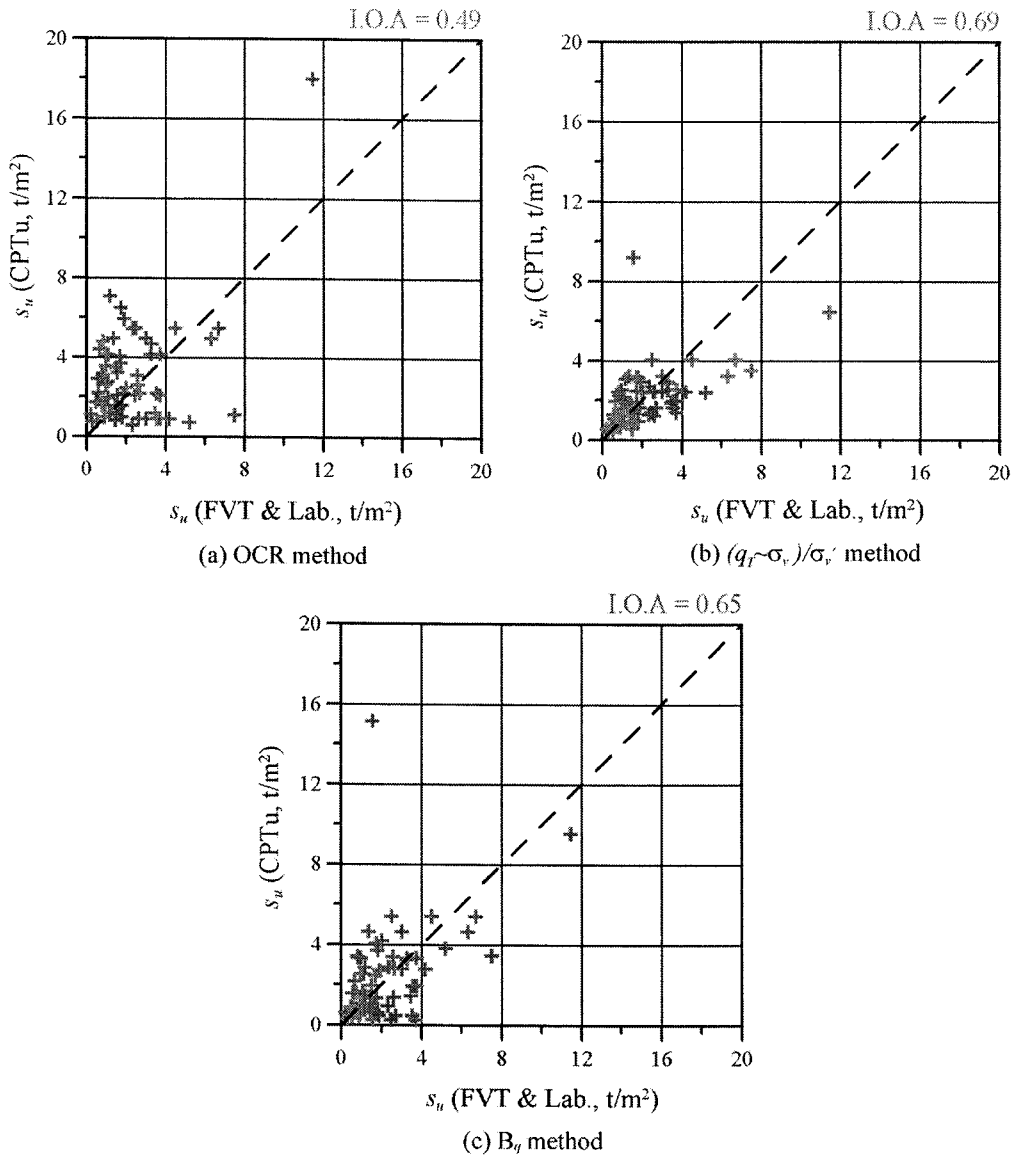 I.O.A = 0.49
20
16
12
8
4
0
0 4 8 12 16 20
s_u (CPTu, t/m²)
s_u (FVT & Lab., t/m²)
(a) OCR method
I.O.A = 0.69
20
16
12
8
4
0
0 4 8 12 16 20
s_u (CPTu, t/m²)
s_u (FVT & Lab., t/m²)
(b) (q_T~σ_v)/σ_v′ method
I.O.A = 0.65
20
16
12
8
4
0
0 4 8 12 16 20
s_u (CPTu, t/m²)
s_u (FVT & Lab., t/m²)
(c) B_q method